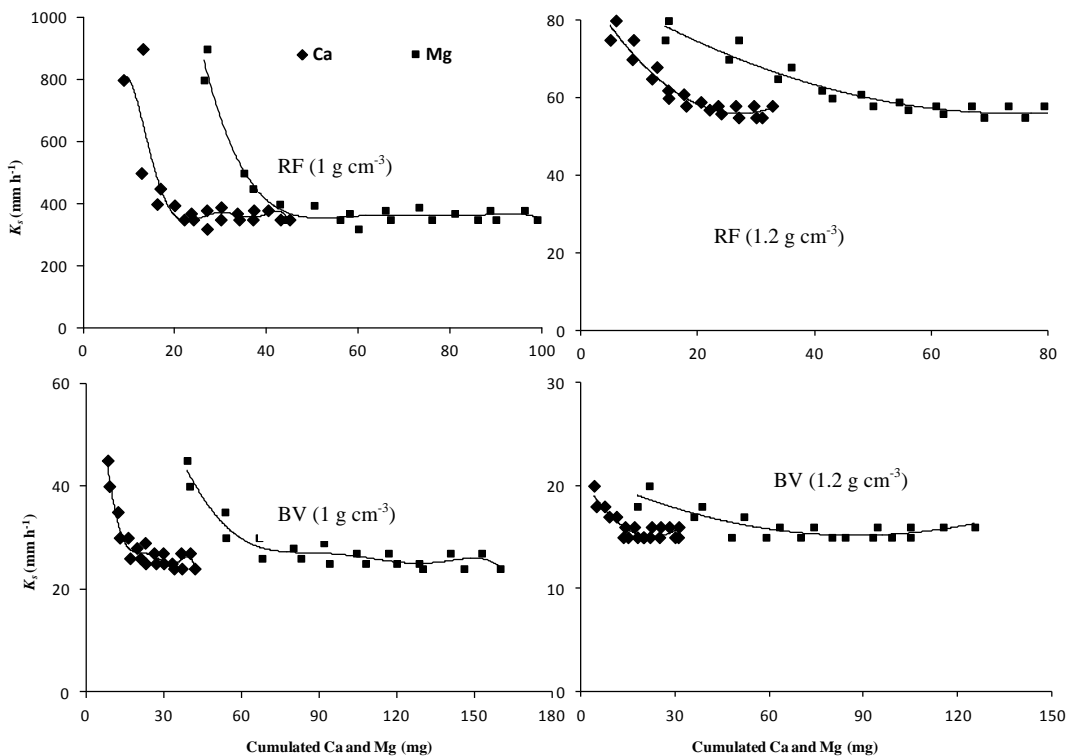 1000
800
600
400
200
0
Ks (mm h-1)
Ca
Mg
RF (1 g cm-3)
0 20 40 60 80 100
80
60
40
20
0
RF (1.2 g cm-3)
0 20 40 60 80
60
40
20
0
Ks (mm h-1)
BV (1 g cm-3)
0 30 60 90 120 150 180
Cumulated Ca and Mg (mg)
30
15
0
BV (1.2 g cm-3)
0 30 60 90 120 150
Cumulated Ca and Mg (mg)